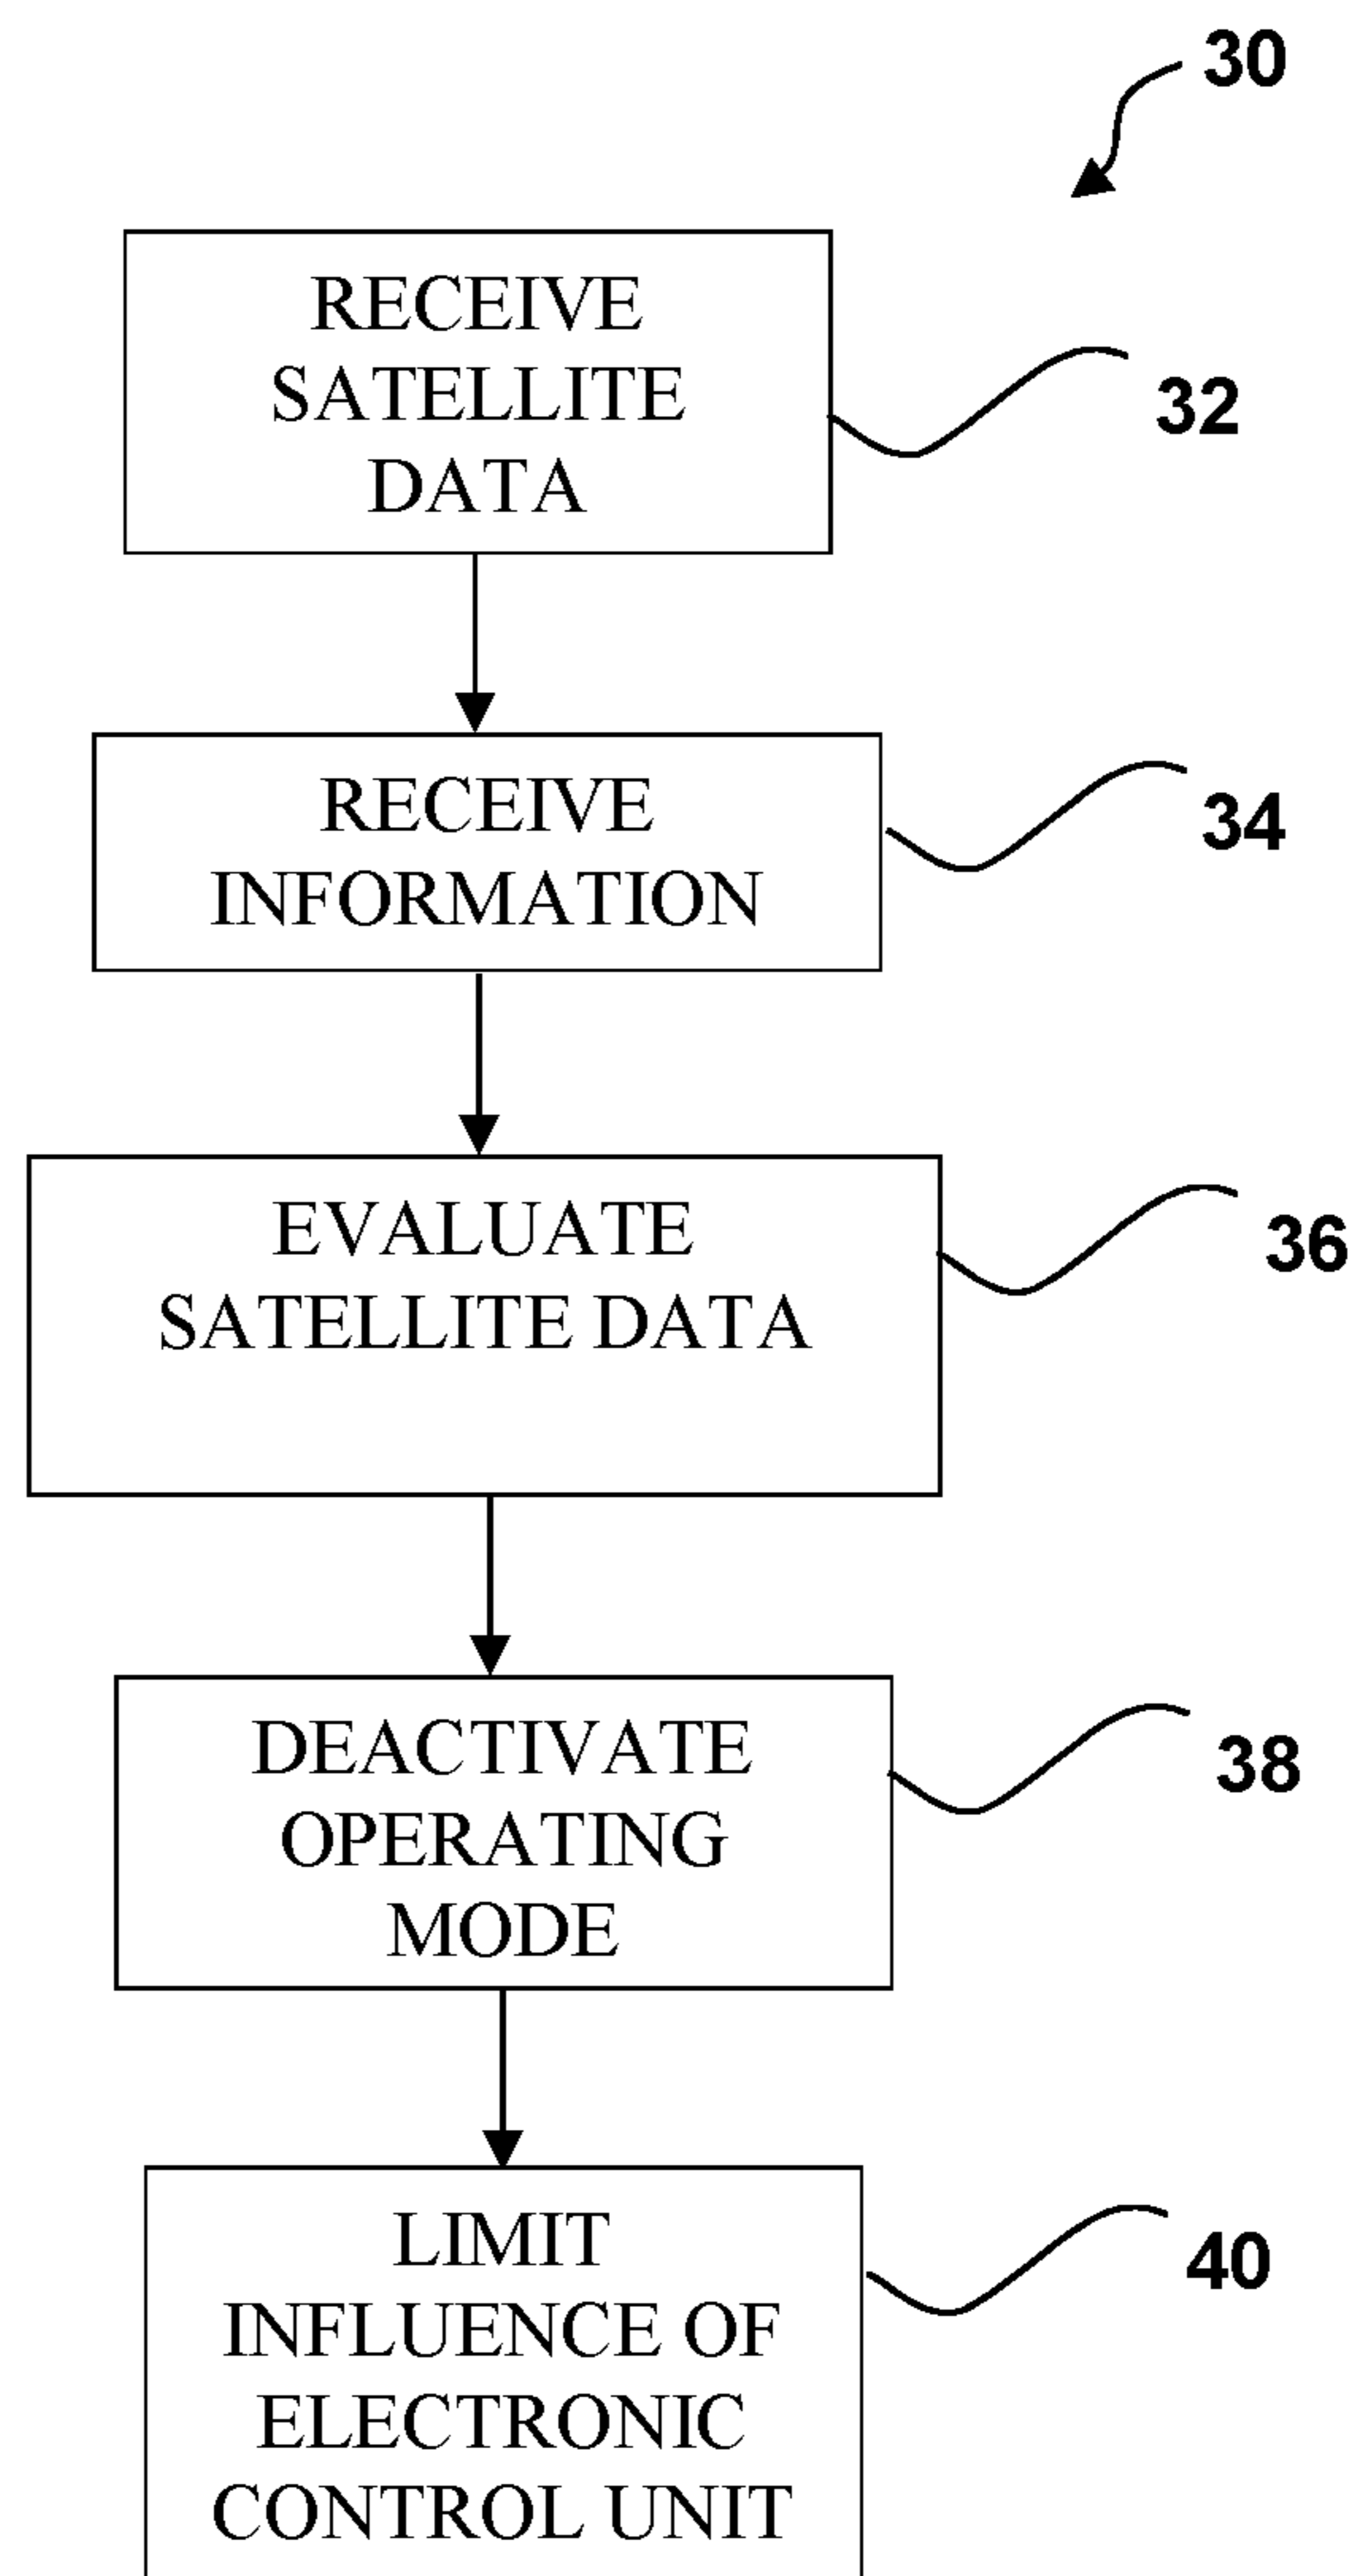 30
RECEIVE
SATELLITE
DATA
32
RECEIVE
INFORMATION
34
EVALUATE
SATELLITE DATA
36
DEACTIVATE
OPERATING
MODE
38
LIMIT
INFLUENCE OF
ELECTRONIC
CONTROL UNIT
40